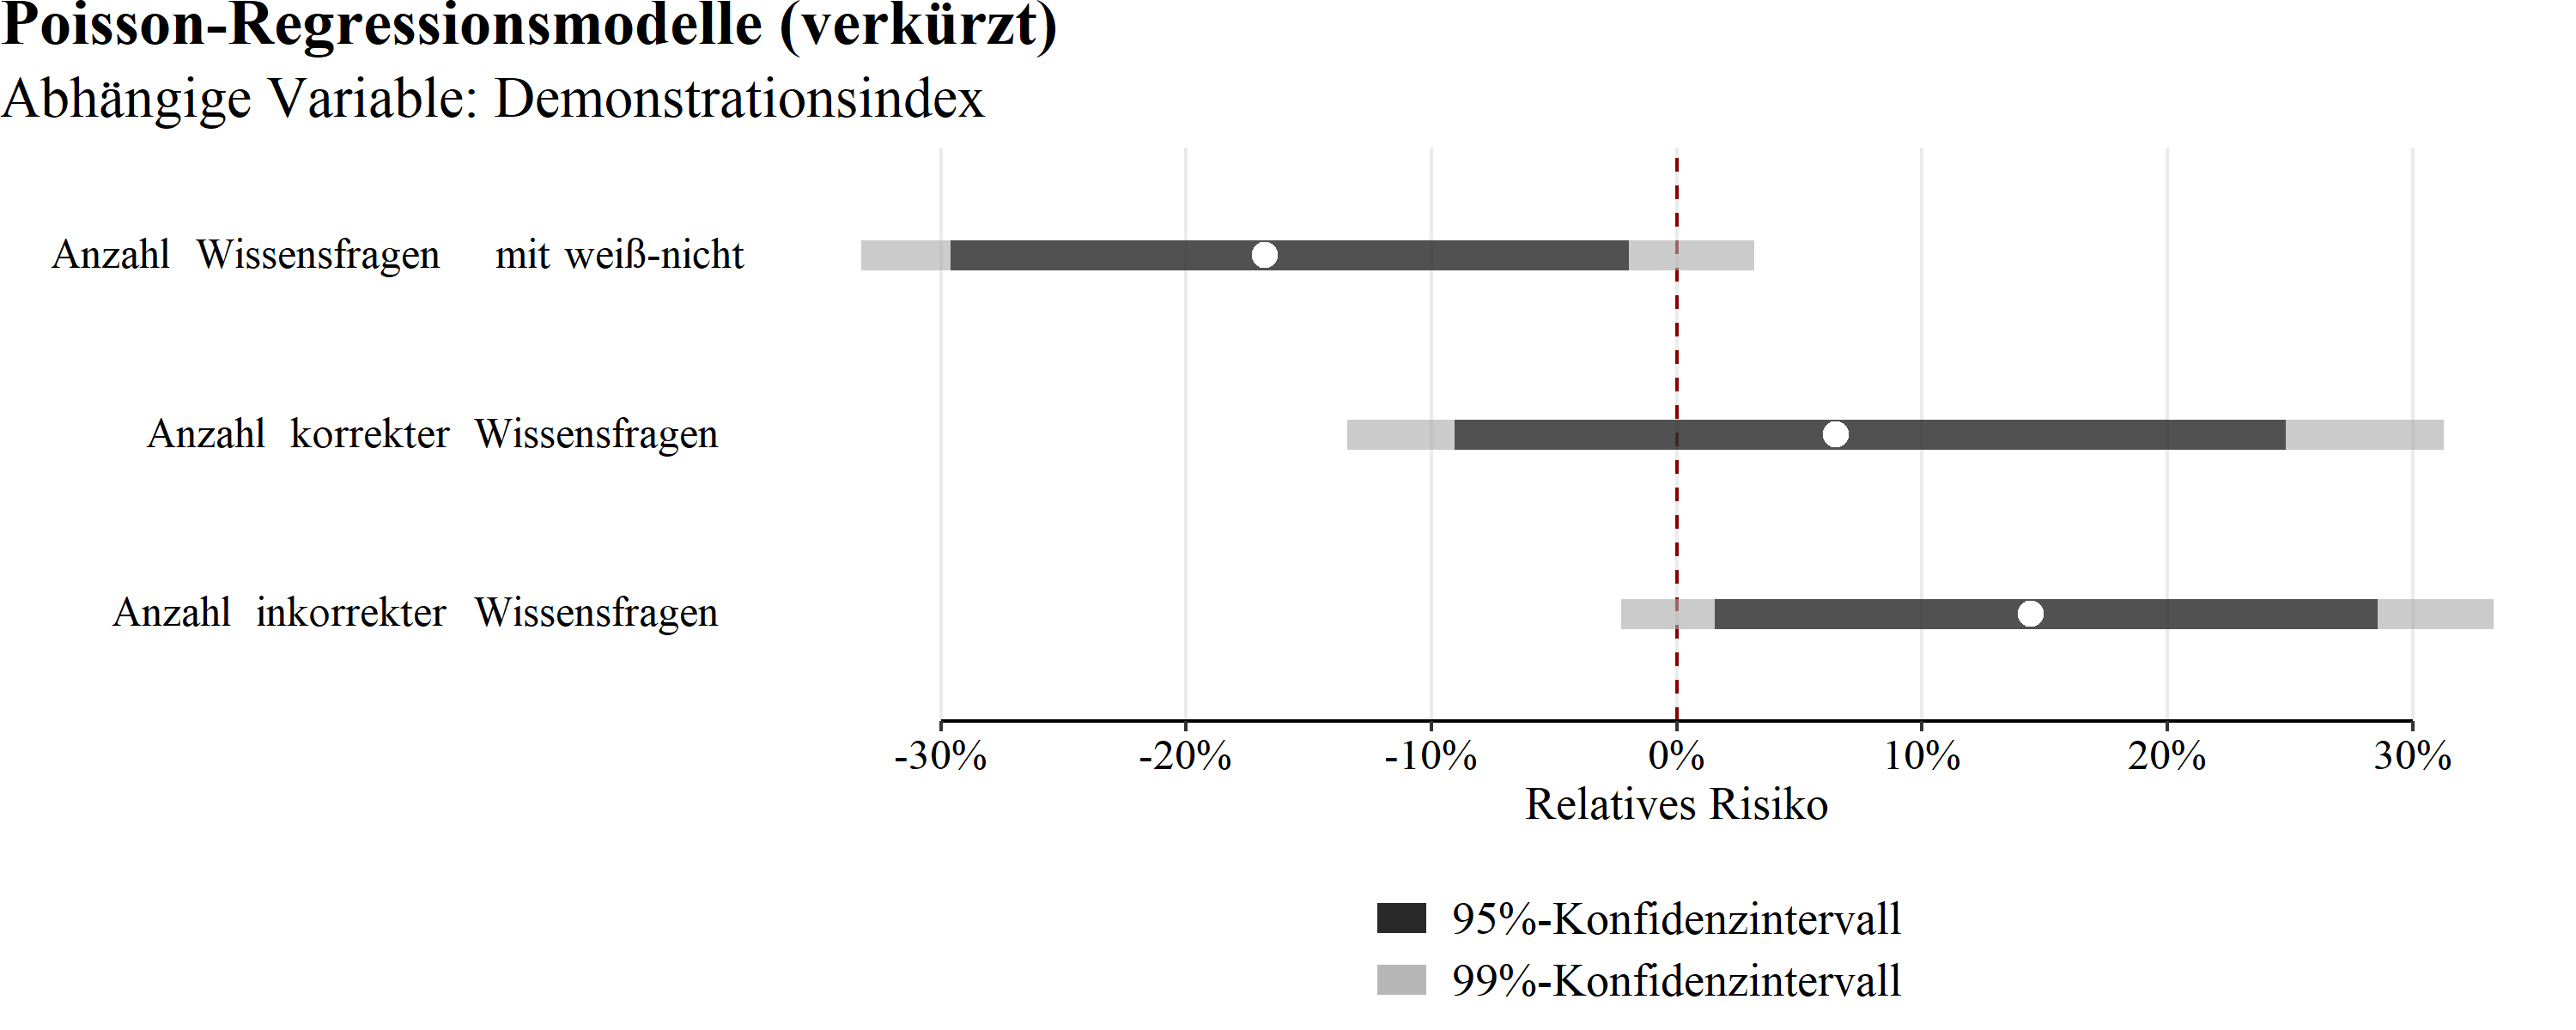 Poisson-Regressionsmodelle (verkürzt)
Abhängige Variable: Demonstrationsindex
Anzahl Wissensfragen mit weiß-nicht
Anzahl korrekter Wissensfragen
Anzahl inkorrekter Wissensfragen
-30% -20% -10% 0% 10% 20% 30%
Relatives Risiko
95%-Konfidenzintervall
99%-Konfidenzintervall